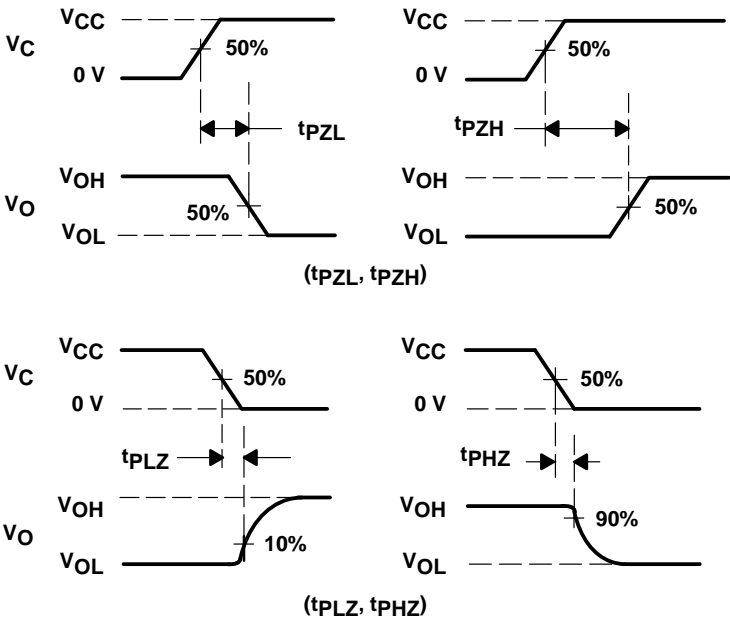 VCC
VC
50%
0 V
tPZL
VOH
VO
50%
VOL
VCC
50%
0 V
tPZH
VOH
50%
VOL
(tPZL, tPZH)
VCC
VC
50%
0 V
tPLZ
VOH
VO
10%
VOL
VCC
50%
0 V
tPHZ
VOH
90%
VOL
(tPLZ, tPHZ)